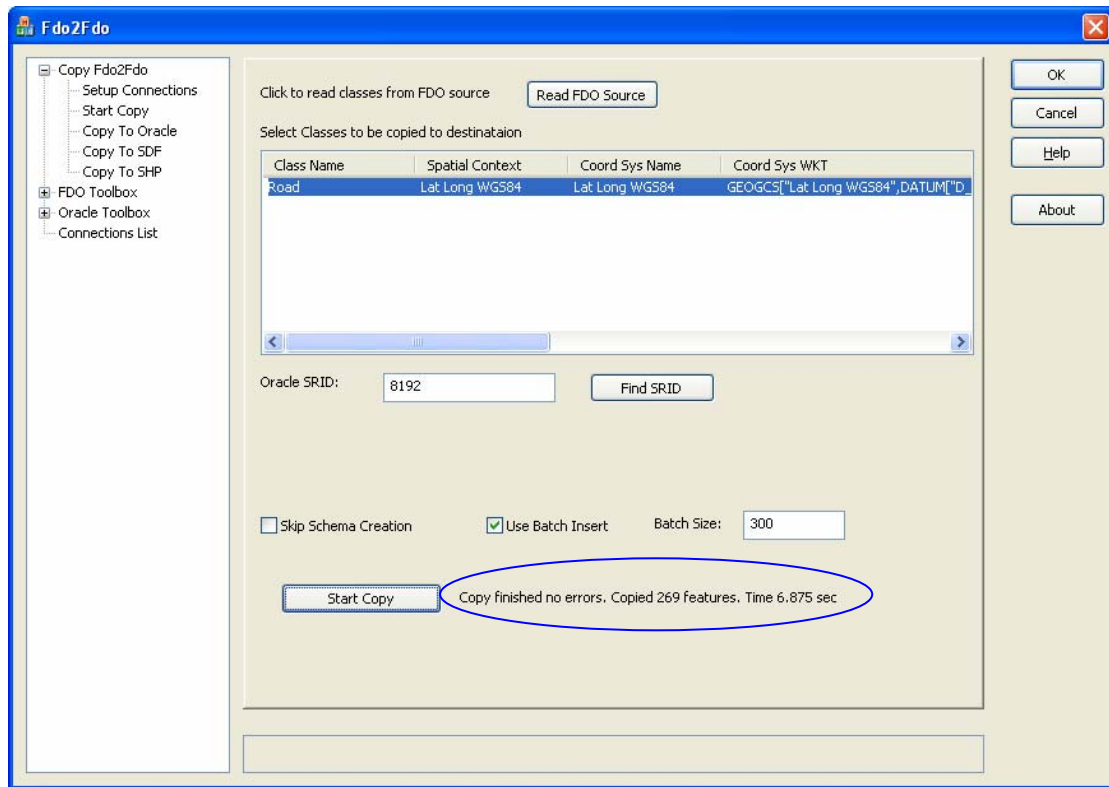 Fdo2Fdo
Copy Fdo2Fdo
Setup Connections
Start Copy
Copy To Oracle
Copy To SDF
Copy To SHP
FDO Toolbox
Oracle Toolbox
Connections List
Click to read classes from FDO source
Read FDO Source
Select Classes to be copied to destinataion
Class Name Spatial Context Coord Sys Name Coord Sys WKT
Road Lat Long WGS84 Lat Long WGS84 GEOGCS["Lat Long WGS84",DATUM["D_
Oracle SRID: 8192 Find SRID
Skip Schema Creation Use Batch Insert Batch Size: 300
Start Copy Copy finished no errors. Copied 269 features. Time 6.875 sec
OK
Cancel
Help
About